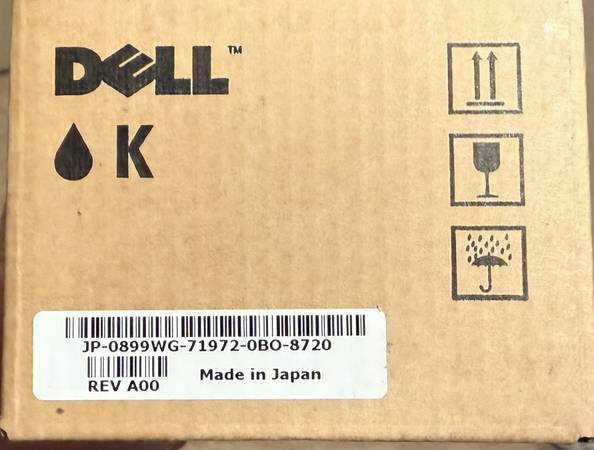 DELL™
K
JP-0899WG-71972-0BO-8720
REV A00
Made in Japan